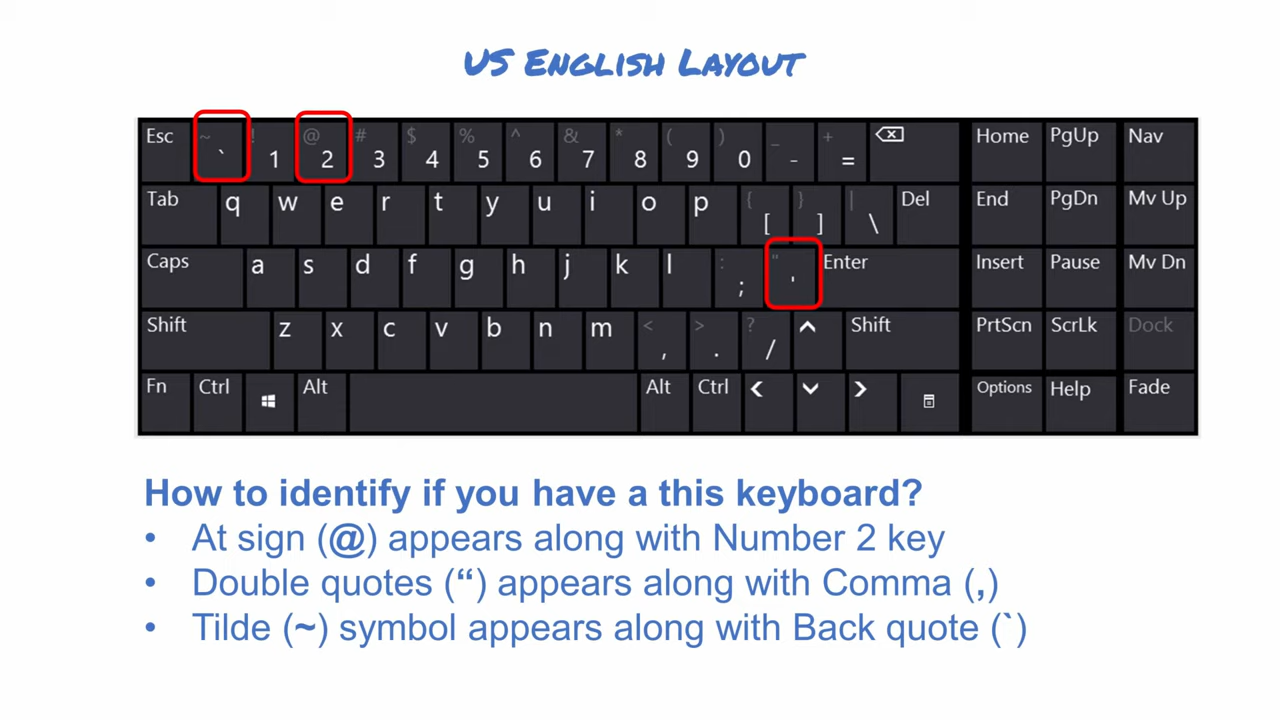 US English Layout
Esc ~ ` ! 1 @ 2 # 3 $ 4 % 5 ^ 6 & 7 * 8 ( 9 ) 0 _ - + = Home PgUp Nav
Tab q w e r t y u i o p { [ } ] | \ Del End PgDn Mv Up
Caps a s d f g h j k l : ; " ' Enter Insert Pause Mv Dn
Shift z x c v b n m < , > . ? / Shift PrtScn ScrLk Dock
Fn Ctrl Alt Alt Ctrl Options Help Fade
How to identify if you have a this keyboard?
• At sign (@) appears along with Number 2 key
• Double quotes (“) appears along with Comma (,)
• Tilde (~) symbol appears along with Back quote (`)